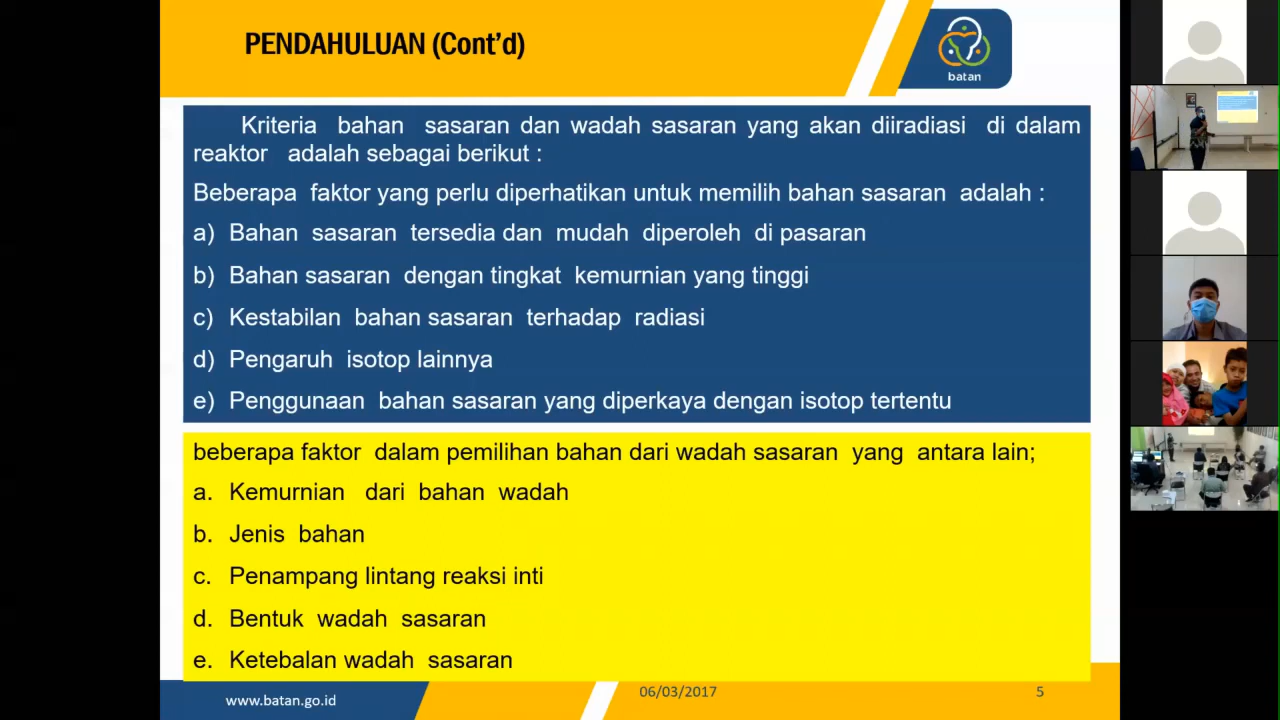 PENDAHULUAN (Cont'd)
batan
Kriteria bahan sasaran dan wadah sasaran yang akan diiradiasi di dalam
reaktor adalah sebagai berikut :
Beberapa faktor yang perlu diperhatikan untuk memilih bahan sasaran adalah :
a) Bahan sasaran tersedia dan mudah diperoleh di pasaran
b) Bahan sasaran dengan tingkat kemurnian yang tinggi
c) Kestabilan bahan sasaran terhadap radiasi
d) Pengaruh isotop lainnya
e) Penggunaan bahan sasaran yang diperkaya dengan isotop tertentu
beberapa faktor dalam pemilihan bahan dari wadah sasaran yang antara lain;
a. Kemurnian dari bahan wadah
b. Jenis bahan
c. Penampang lintang reaksi inti
d. Bentuk wadah sasaran
e. Ketebalan wadah sasaran
www.batan.go.id
06/03/2017
5